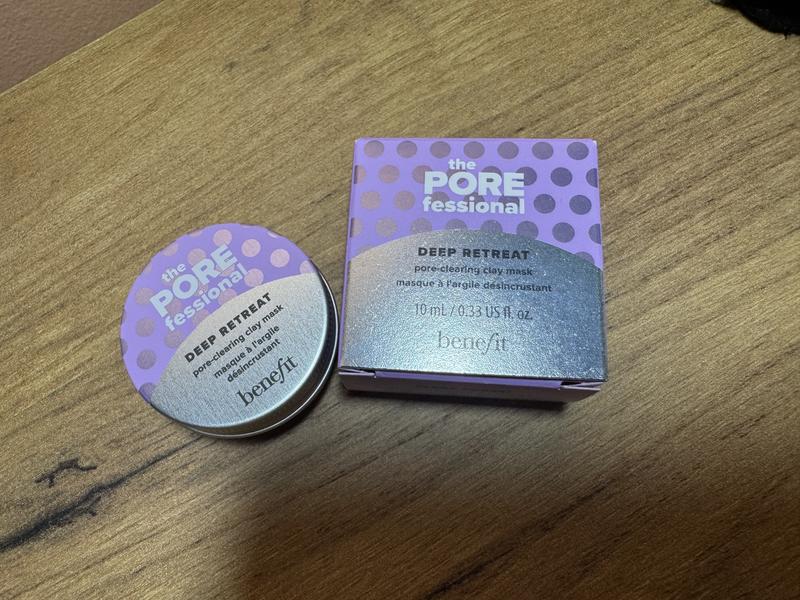 the
PORE
fessional
DEEP RETREAT
pore-clearing clay mask
masque à l'argile
désincrustant
benefit
the
PORE
fessional
DEEP RETREAT
pore-clearing clay mask
masque à l'argile désincrustant
10 mL / 0.33 US fl. oz.
benefit